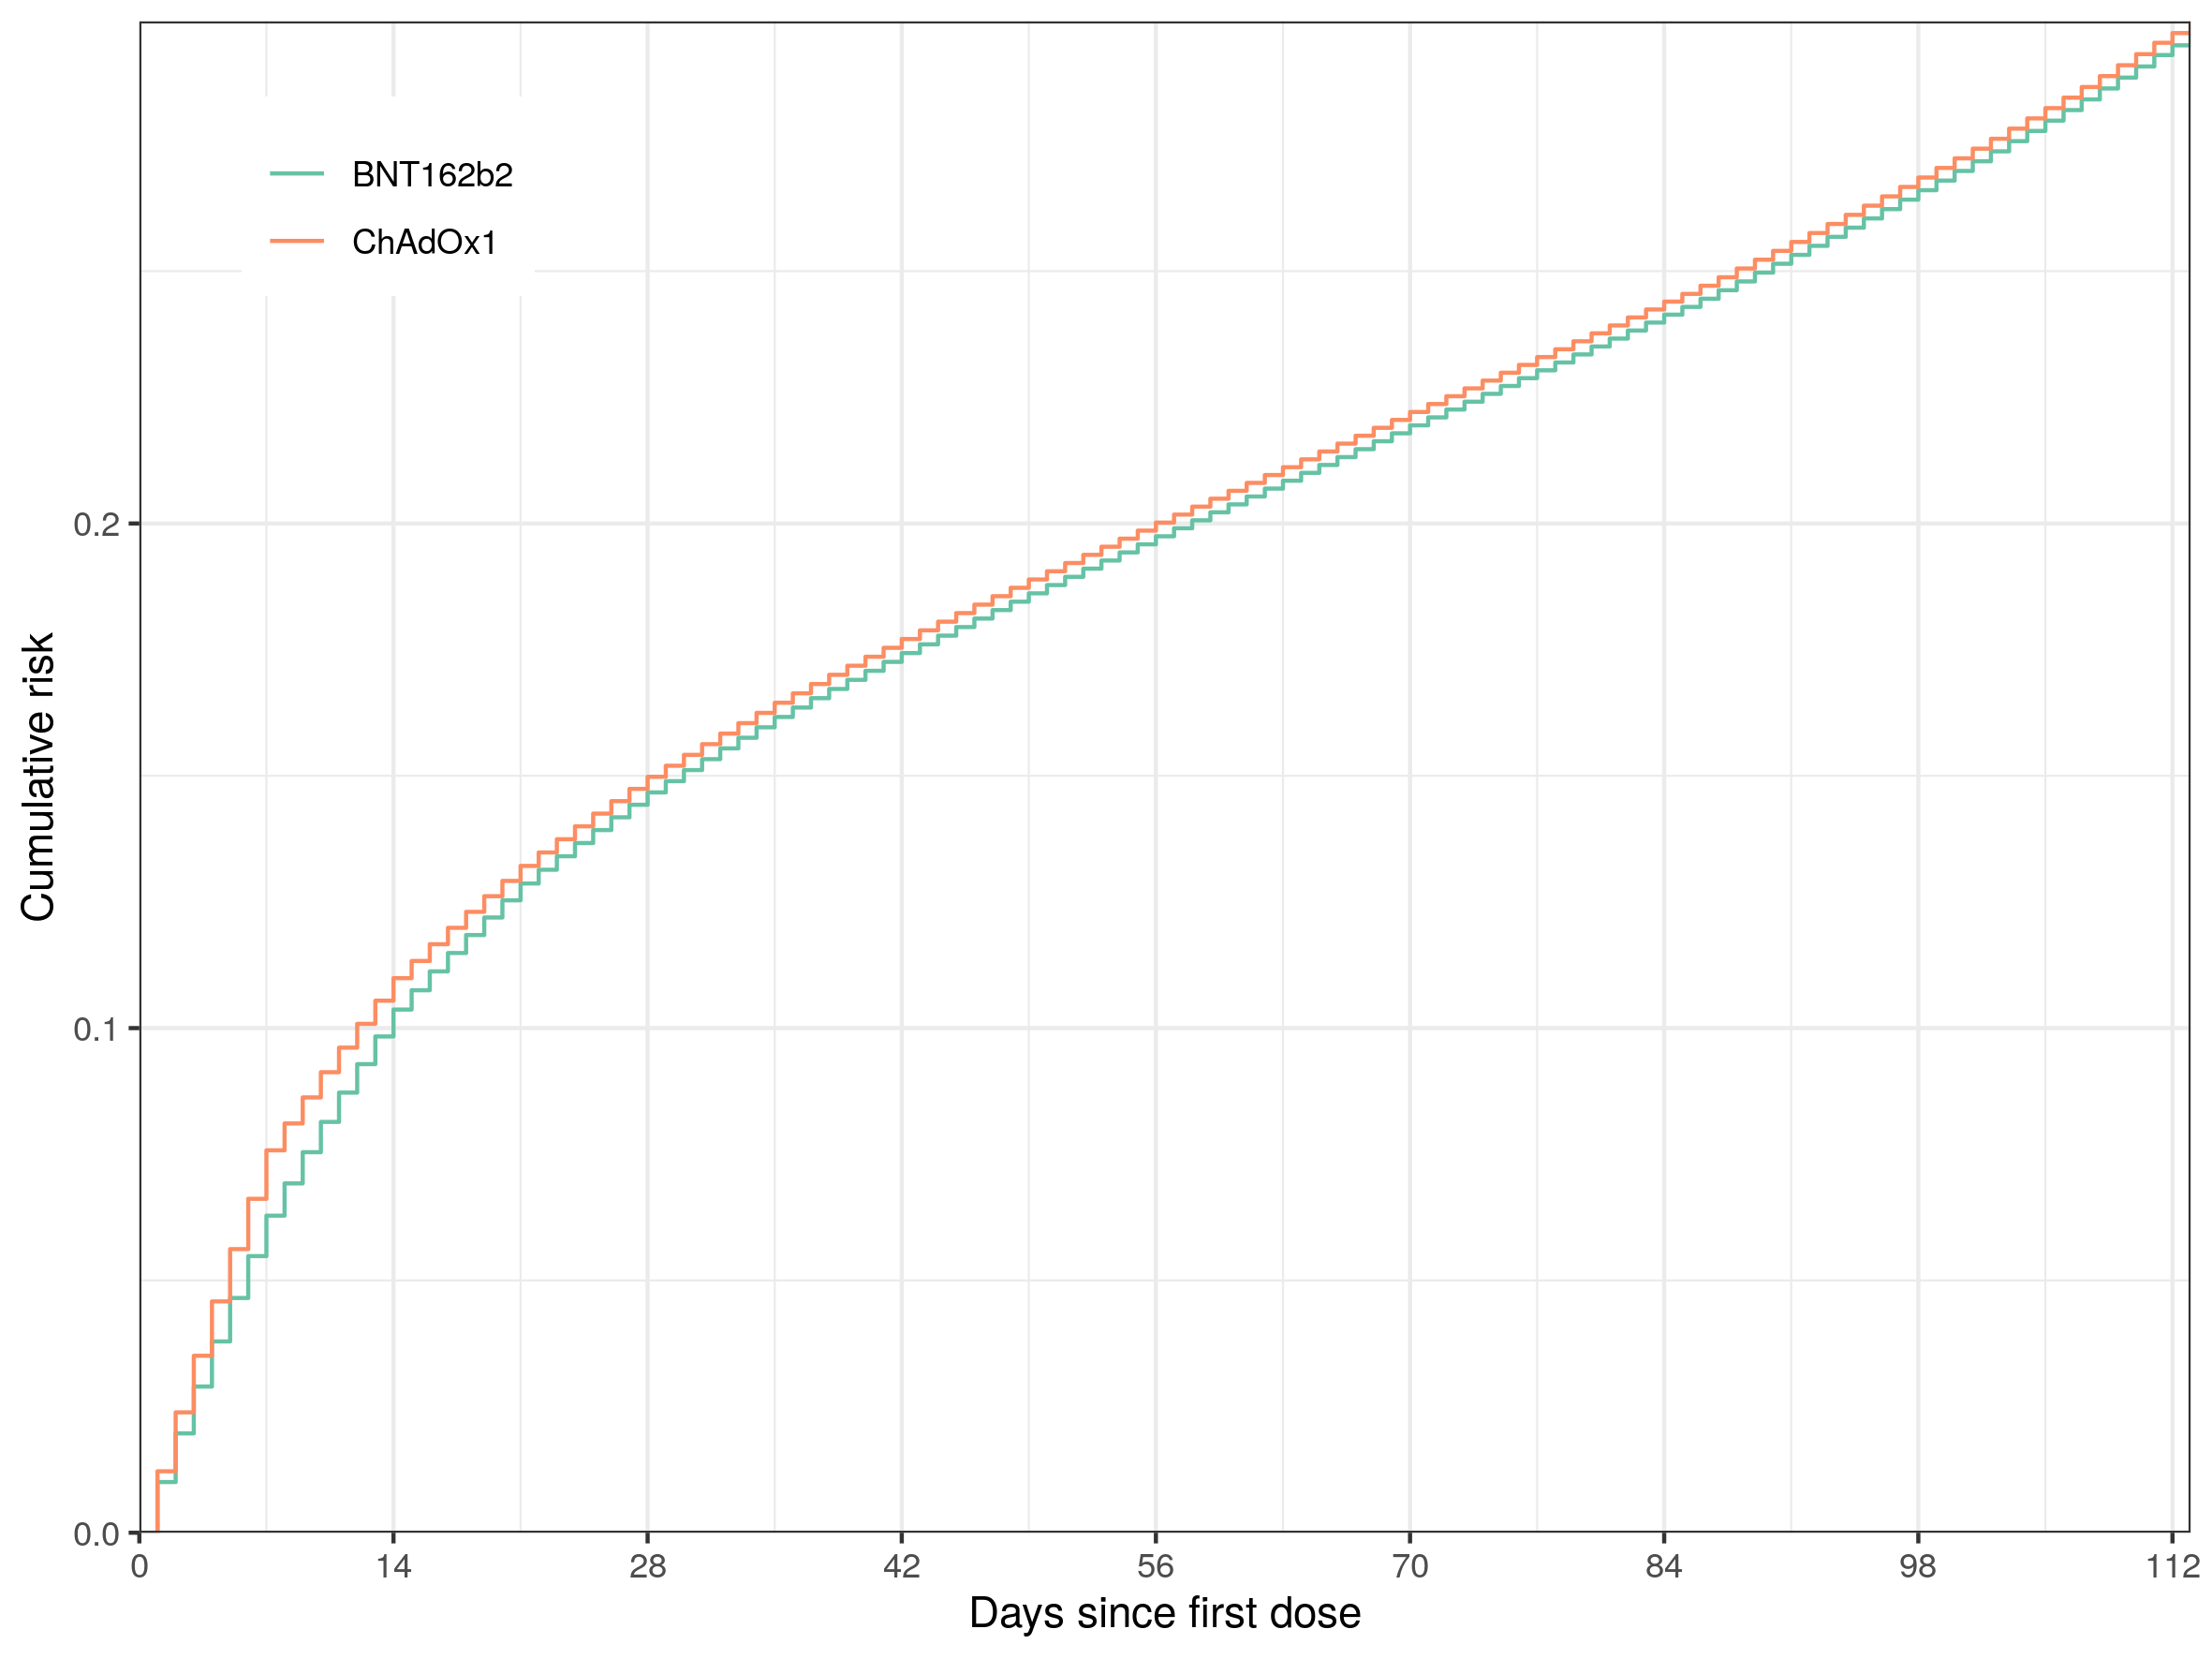 BNT162b2
ChAdOx1
Cumulative risk
0.2
0.1
0.0
0 14 28 42 56 70 84 98 112
Days since first dose